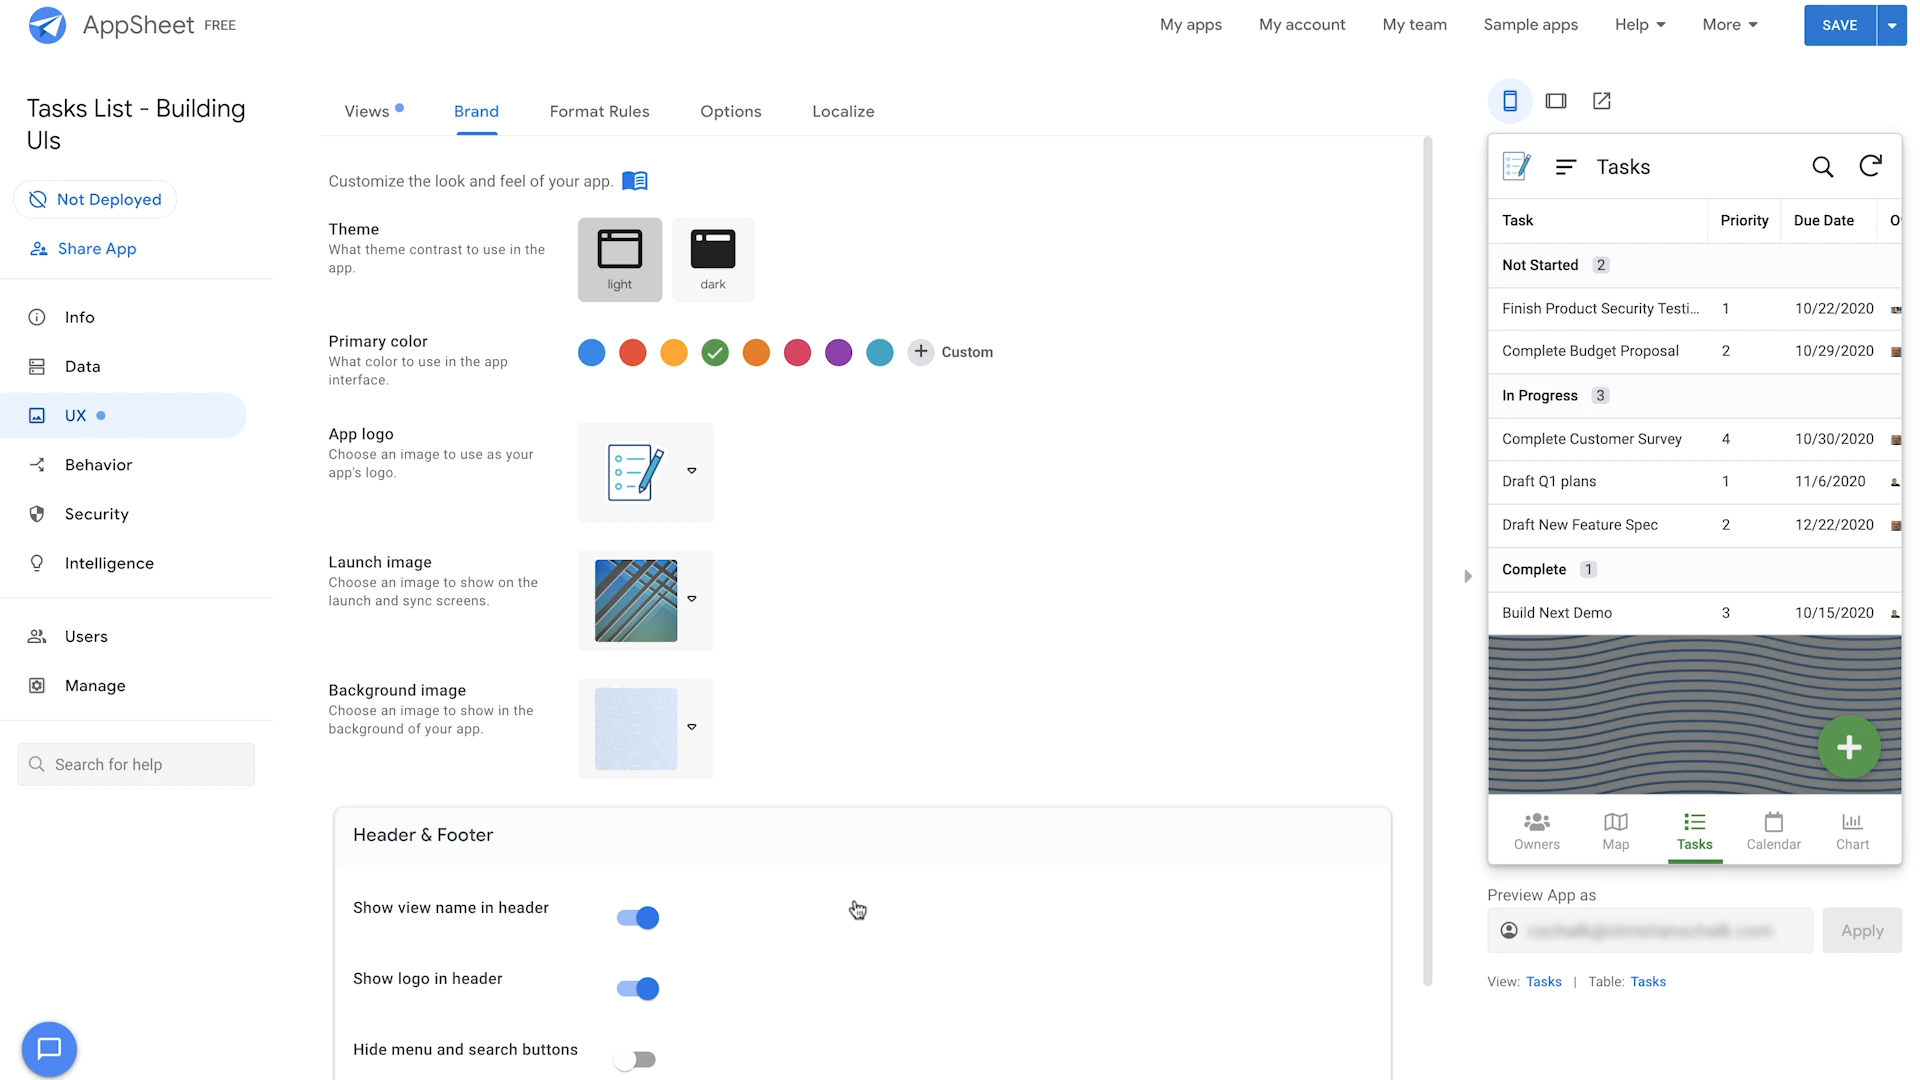 AppSheet FREE
My apps
My account
My team
Sample apps
Help
More
SAVE
Tasks List - Building
UIs
Not Deployed
Share App
Info
Data
UX
Behavior
Security
Intelligence
Users
Manage
Search for help
Views
Brand
Format Rules
Options
Localize
Customize the look and feel of your app.
Theme
What theme contrast to use in the
app.
light
dark
Primary color
What color to use in the app
interface.
Custom
App logo
Choose an image to use as your
app's logo.
Launch image
Choose an image to show on the
launch and sync screens.
Background image
Choose an image to show in the
background of your app.
Header & Footer
Show view name in header
Show logo in header
Hide menu and search buttons
Tasks
Task Priority Due Date
Not Started 2
Finish Product Security Testi... 1 10/22/2020
Complete Budget Proposal 2 10/29/2020
In Progress 3
Complete Customer Survey 4 10/30/2020
Draft Q1 plans 1 11/6/2020
Draft New Feature Spec 2 12/22/2020
Complete 1
Build Next Demo 3 10/15/2020
Owners
Map
Tasks
Calendar
Chart
Preview App as
Apply
View: Tasks | Table: Tasks